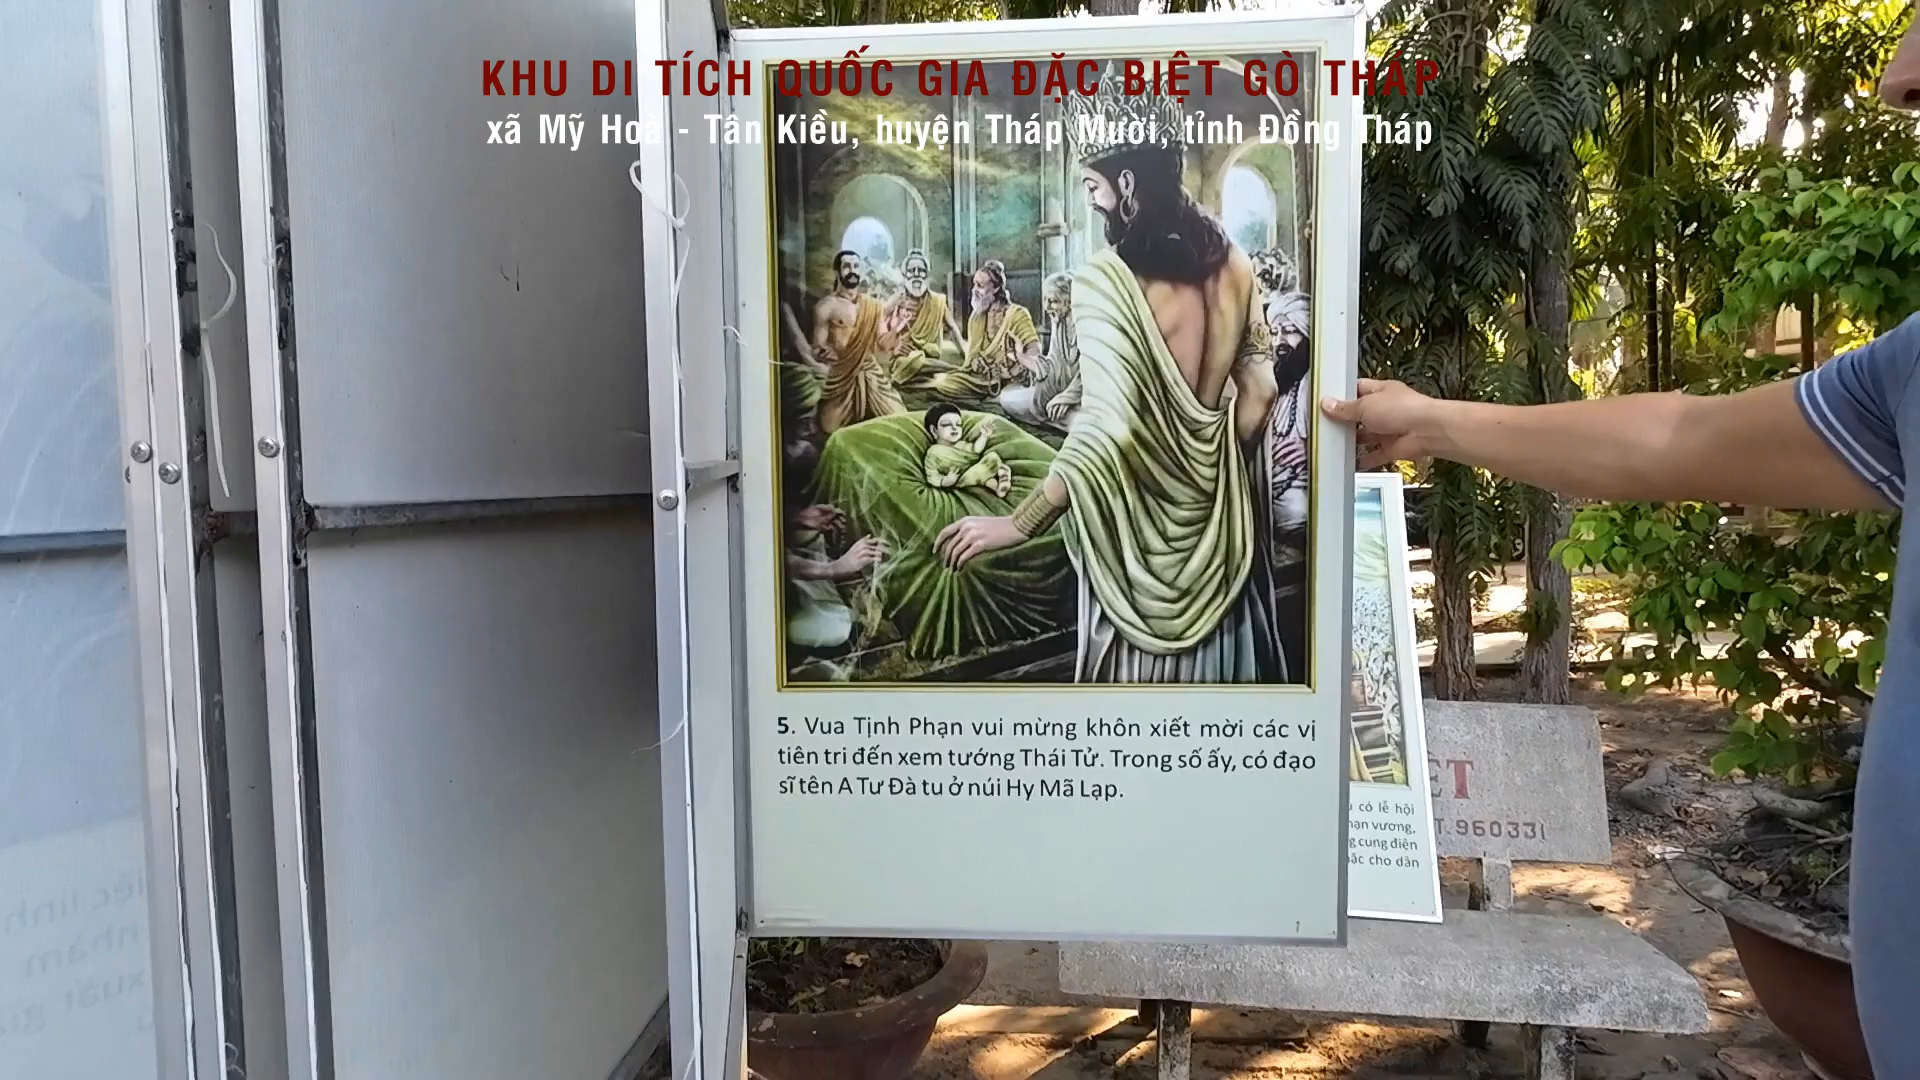 KHU DI TÍCH QUỐC GIA ĐẶC BIỆT GÒ THÁP
xã Mỹ Hoà - Tân Kiều, huyện Tháp Mười, tỉnh Đồng Tháp
5. Vua Tịnh Phạn vui mừng khôn xiết mời các vị
tiên tri đến xem tướng Thái Tử. Trong số ấy, có đạo
sĩ tên A Tư Đà tu ở núi Hy Mã Lạp.
có lễ hội
vương,
cung điện
cho dân
T.960331